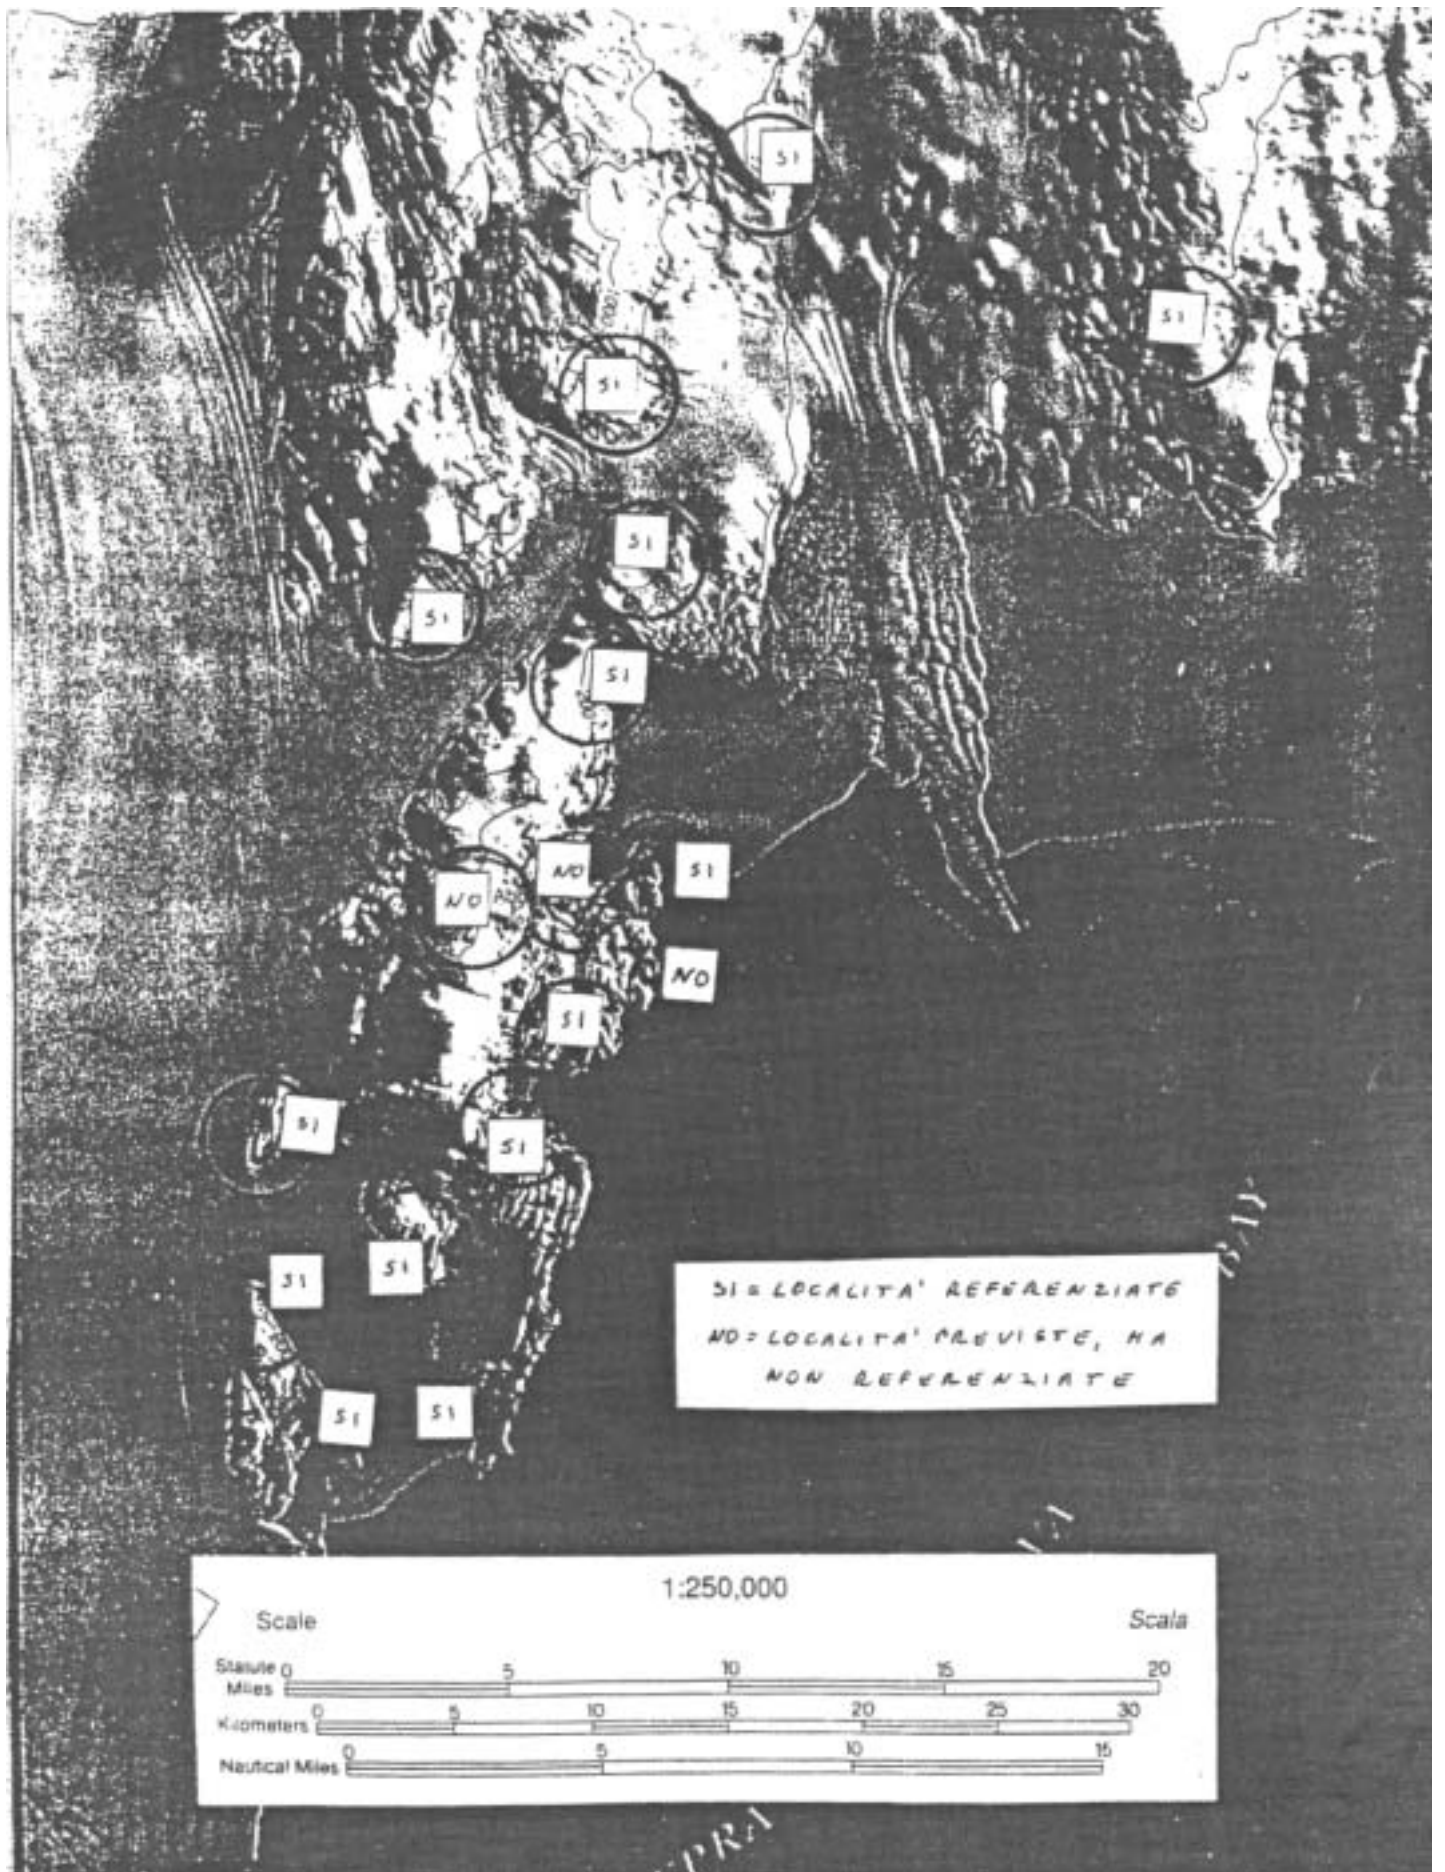 SI
SI
SI
SI
SI
SI
NO
SI
NO
NO
SI
SI
SI
SI
SI
SI
SI
BAY
SI = LOCALITA' REFERENZIATE
NO = LOCALITA' PREVISTE, MA
NON REFERENZIATE
1:250,000
Scale
Scala
Statute Miles 0 5 10 15 20
Kilometers 0 5 10 15 20 25 30
Nautical Miles 0 5 10 15